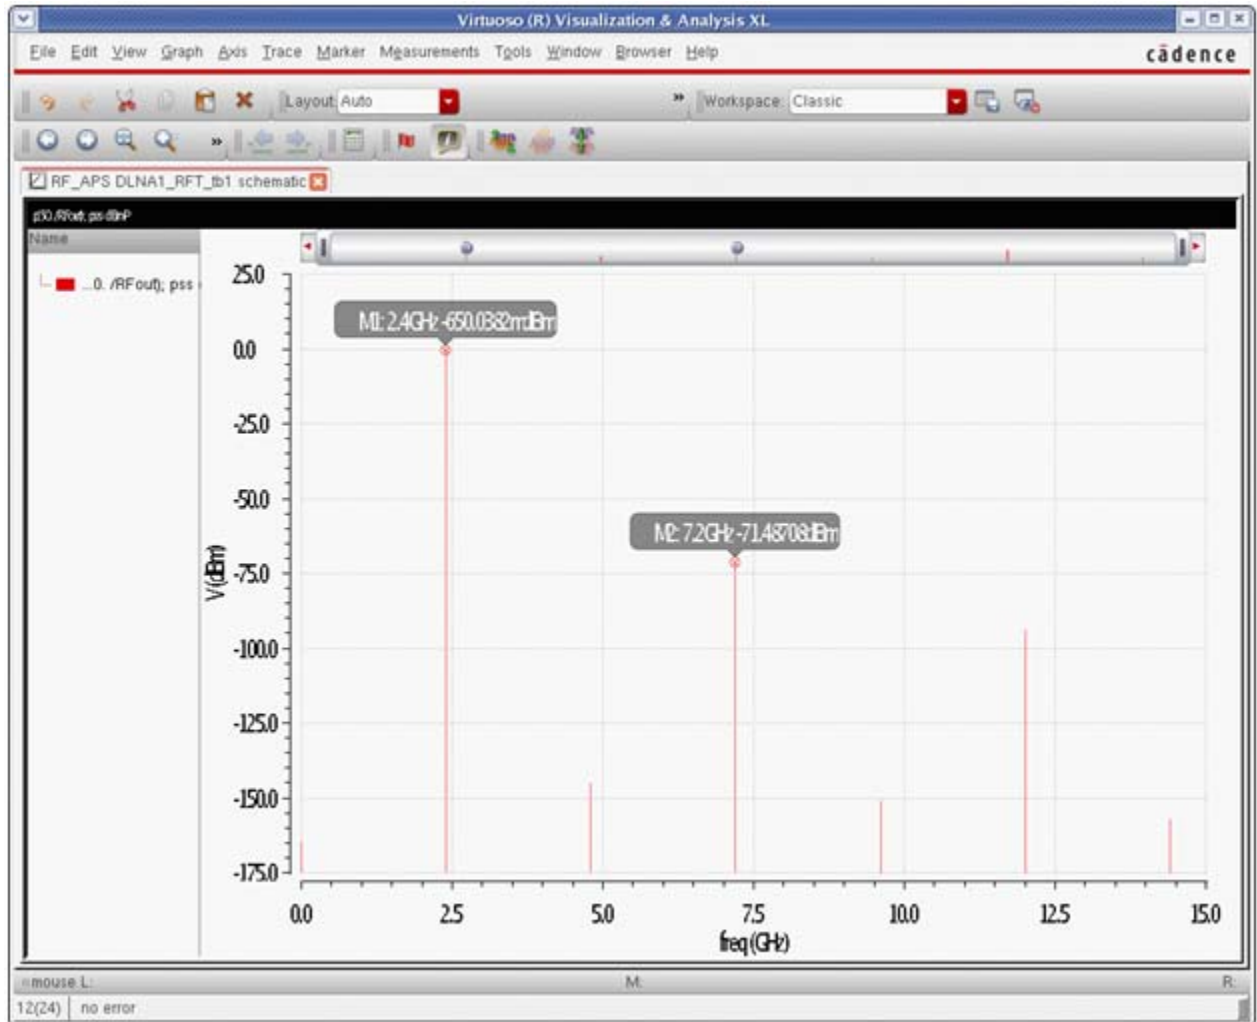 Virtuoso (R) Visualization & Analysis XL
File Edit View Graph Axis Trace Marker Measurements Tools Window Browser Help
cādence
Layout: Auto
» Workspace: Classic
»
RF_APS DLNA1_RFT_tb1 schematic
p50. /RFout); pss dBmP
Name
...0. /RFout); pss
25.0
M1: 2.4GHz -650.0382mdBm
0.0
-25.0
-50.0
M2: 7.2GHz -71.48708dBm
V (dBm)
-75.0
-100.0
-125.0
-150.0
-175.0
0.0 2.5 5.0 7.5 10.0 12.5 15.0
freq (GHz)
mouse L: M: R:
12(24) no error